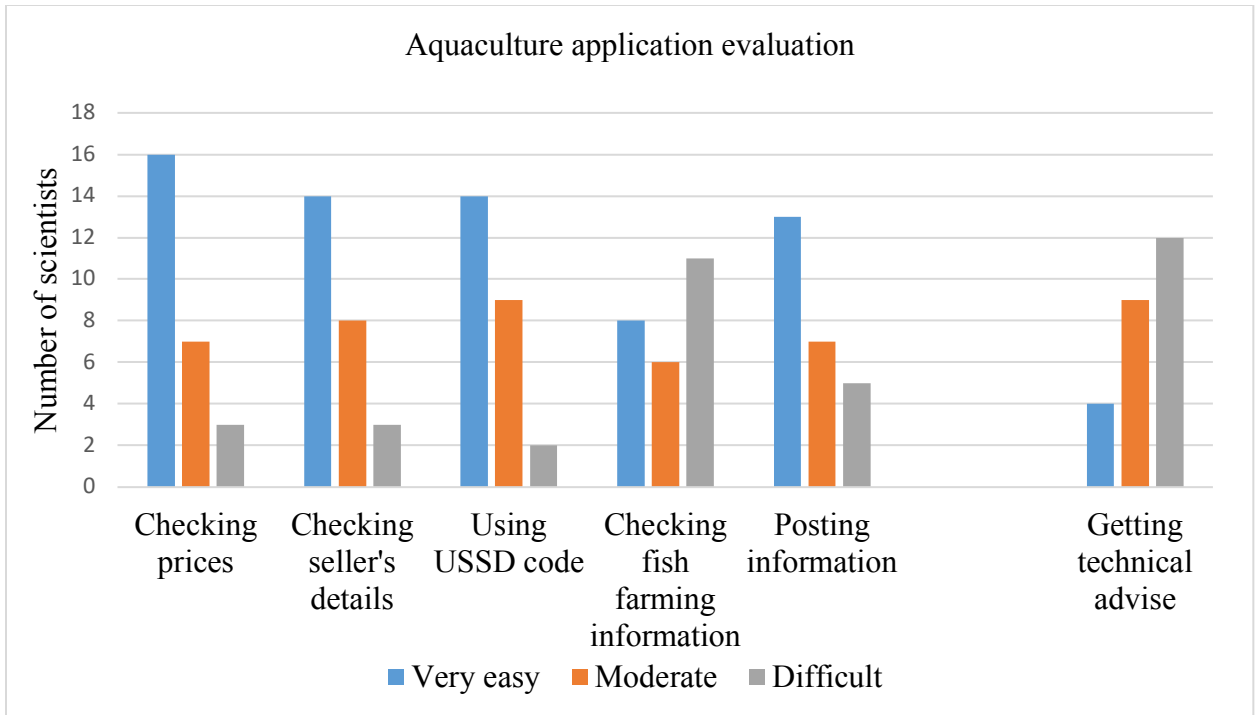 Aquaculture application evaluation
Number of scientists
18
16
14
12
10
8
6
4
2
0
Checking
prices
Checking
seller's
details
Using
USSD code
Checking
fish
farming
information
Posting
information
Getting
technical
advise
Very easy
Moderate
Difficult